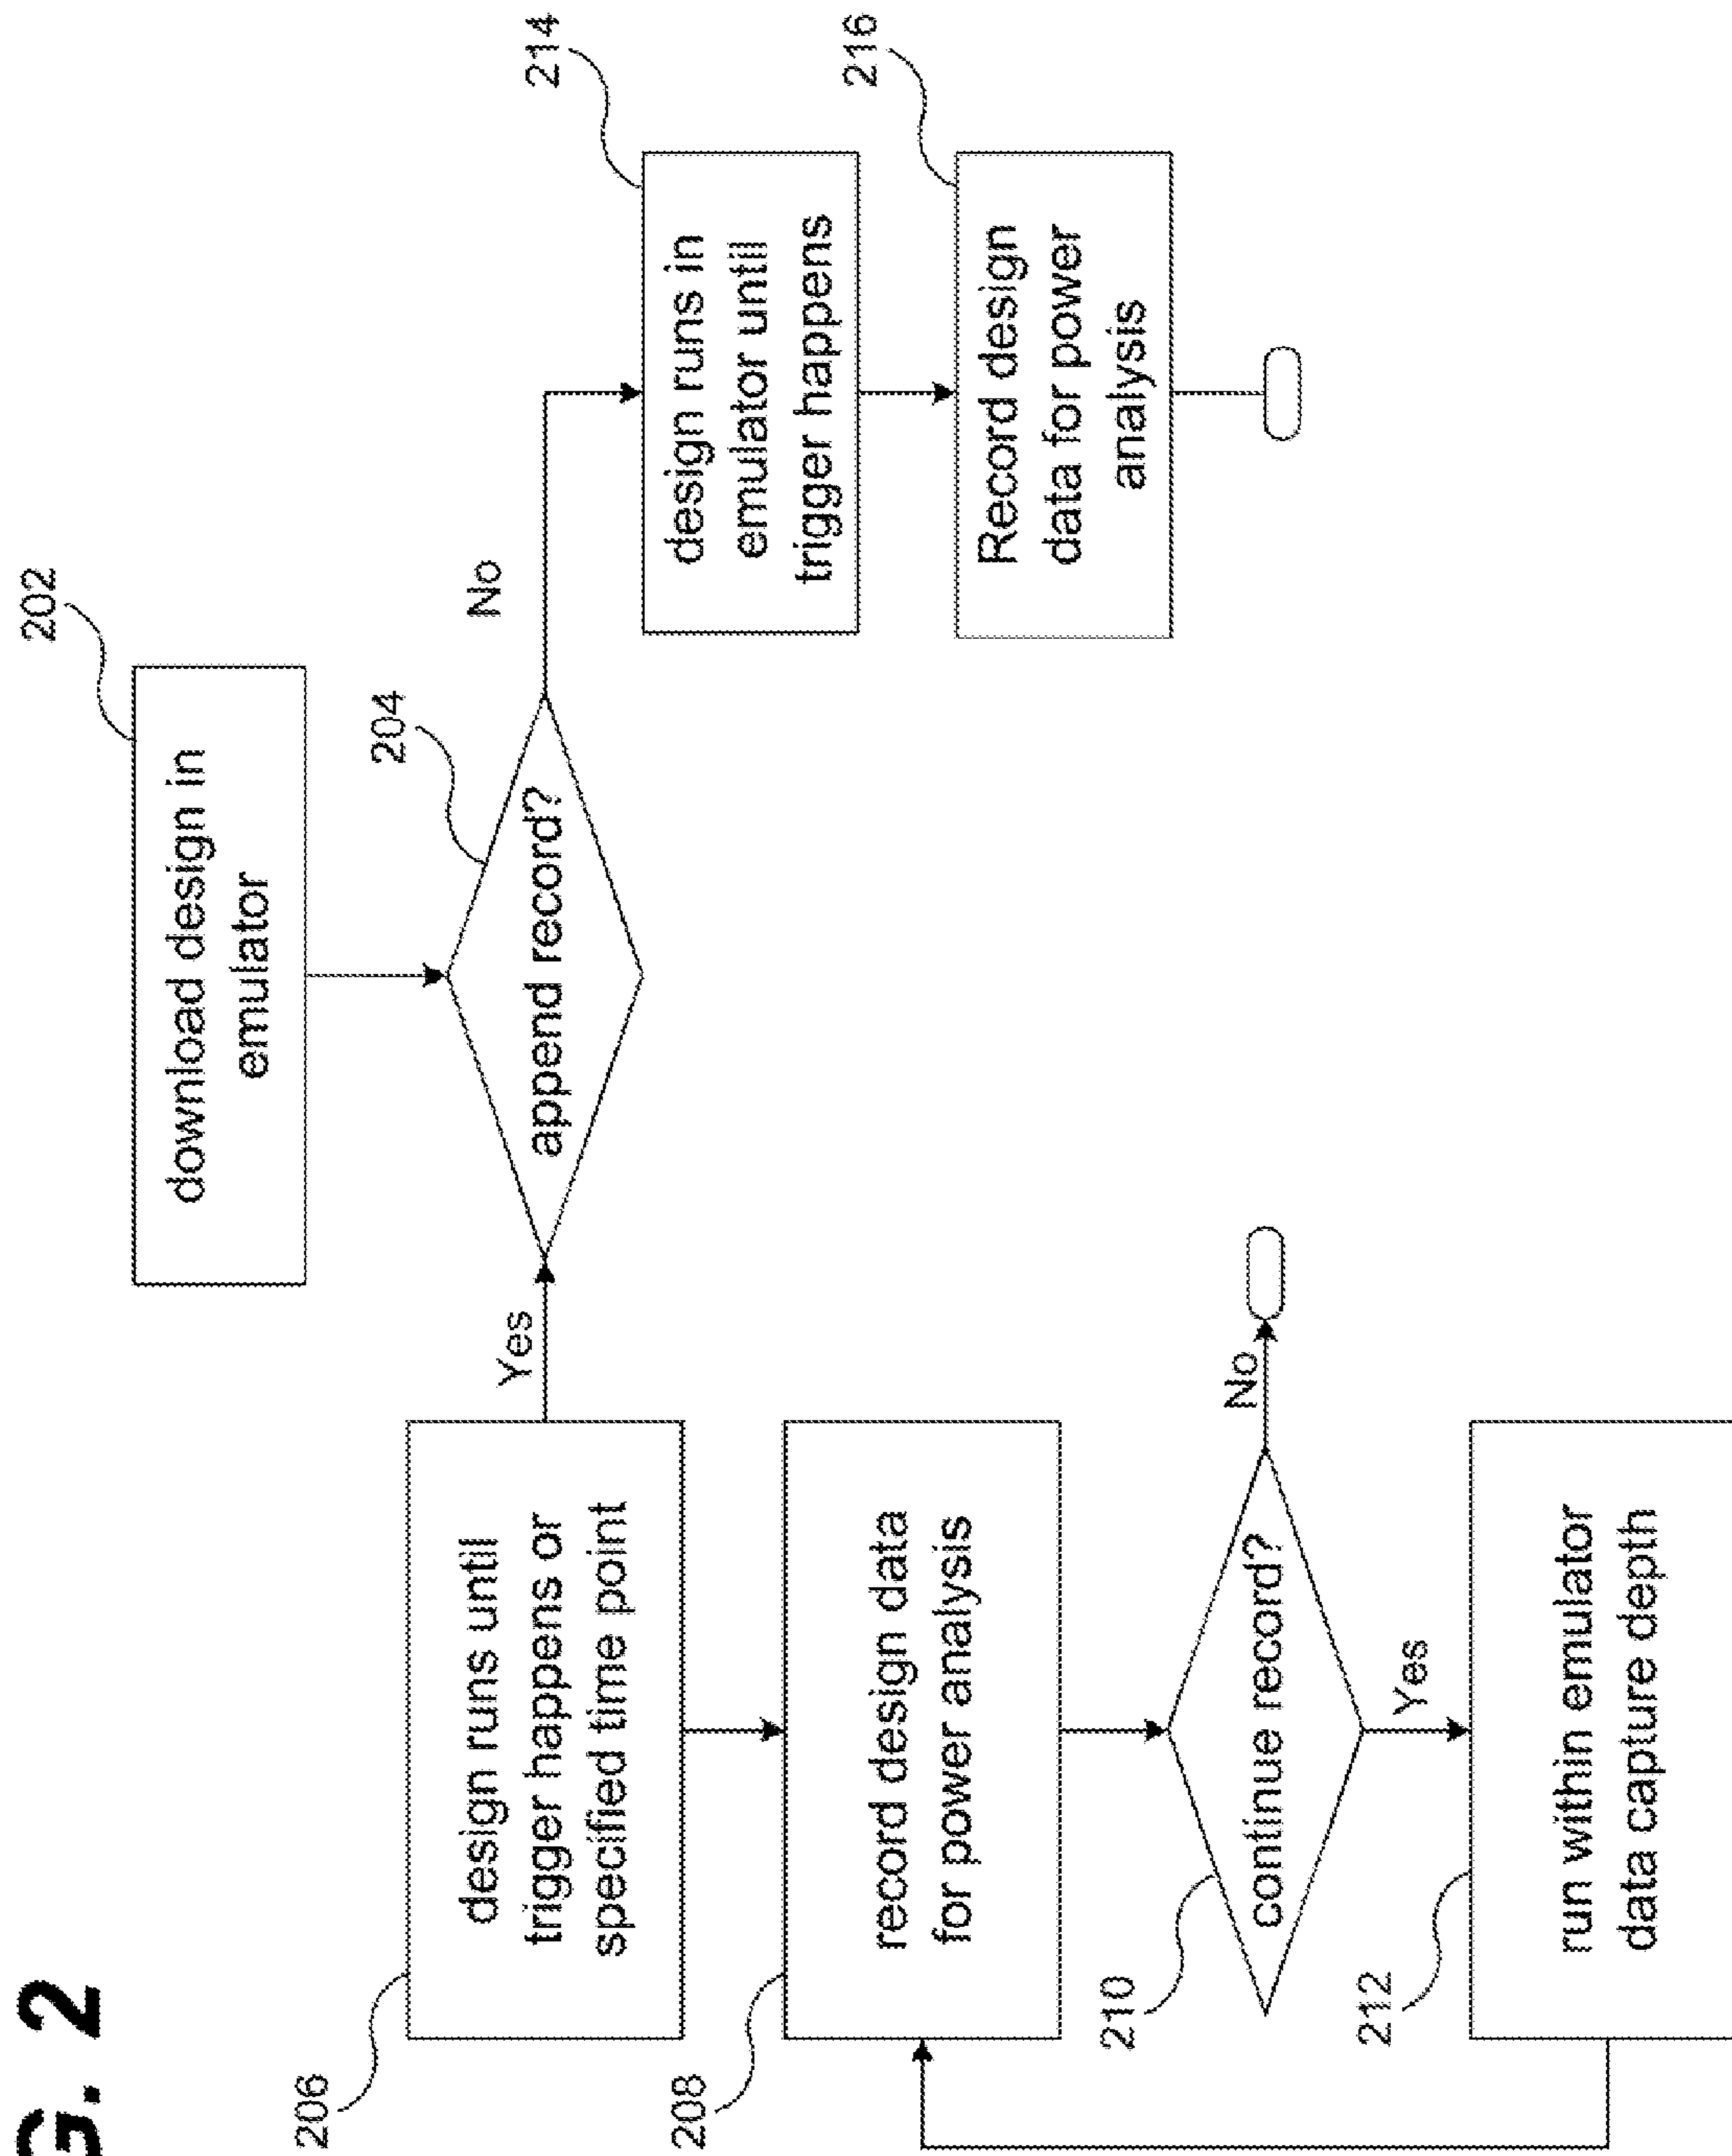 G. 2
202
download design in
emulator
204
append record?
Yes
No
206
design runs until
trigger happens or
specified time point
214
design runs in
emulator until
trigger happens
208
record design data
for power analysis
216
Record design
data for power
analysis
210
continue record?
No
Yes
212
run within emulator
data capture depth